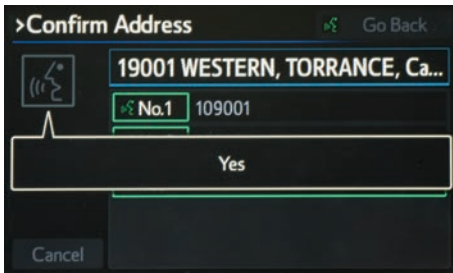 >Confirm Address
Go Back
19001 WESTERN, TORRANCE, Ca...
No.1 109001
Yes
Cancel